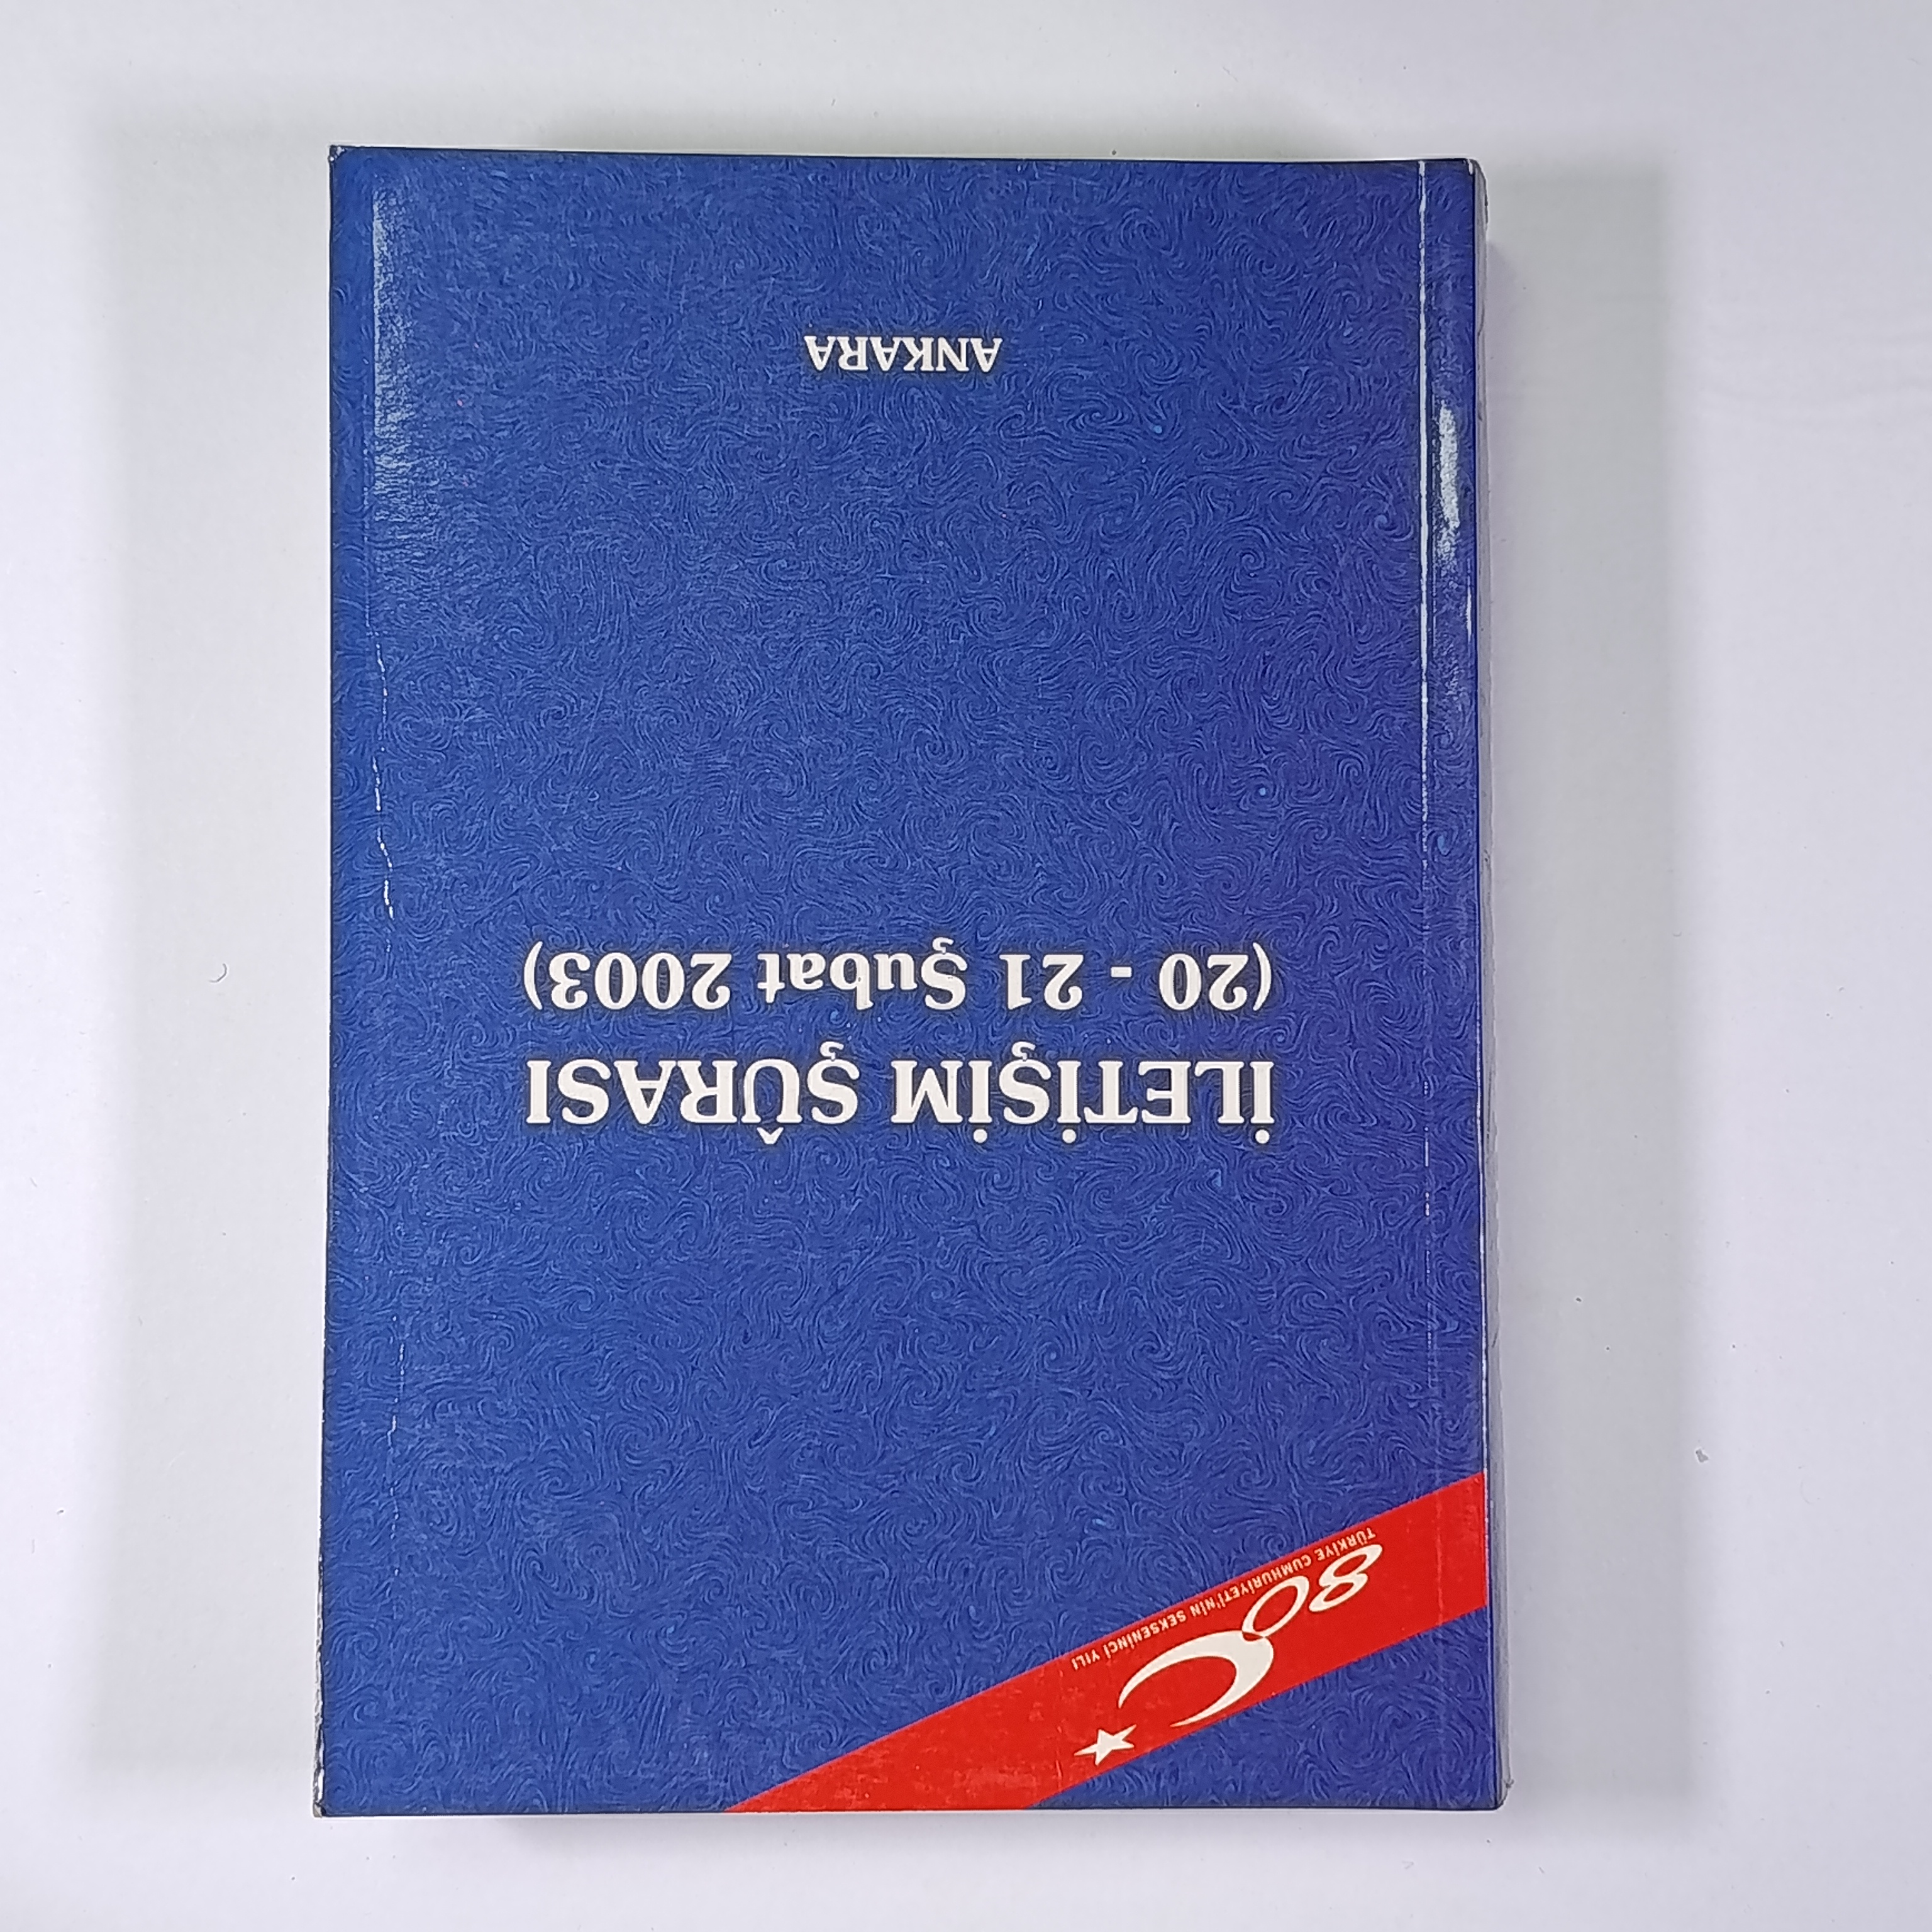 80
TÜRKİYE CUMHURİYETİ'NİN SEKSENİNCİ YILI
İLETİŞİM ŞÛRASI
(20 - 21 Şubat 2003)
ANKARA